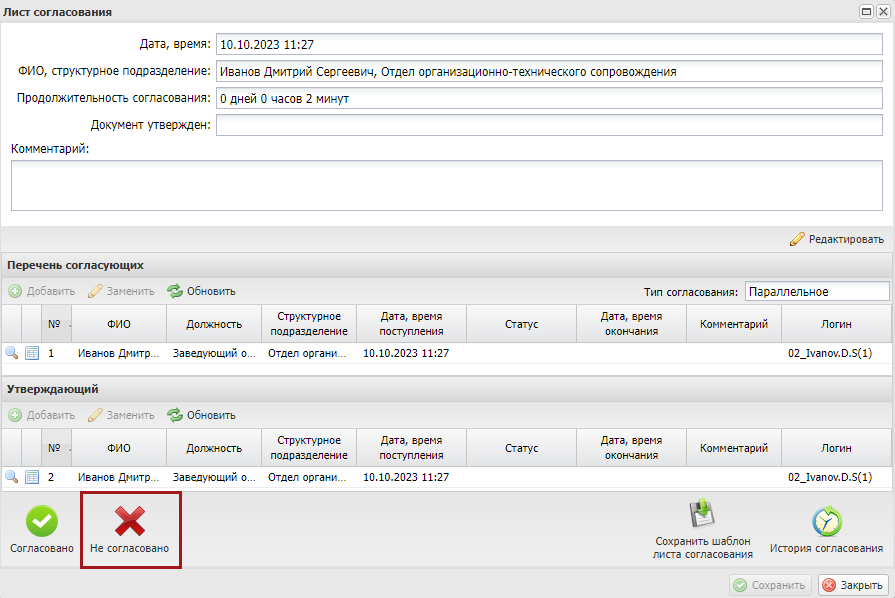 Лист согласования
Дата, время: 10.10.2023 11:27
ФИО, структурное подразделение: Иванов Дмитрий Сергеевич, Отдел организационно-технического сопровождения
Продолжительность согласования: 0 дней 0 часов 2 минут
Документ утвержден:
Комментарий:
Редактировать
Перечень согласующих
Добавить Заменить Обновить Тип согласования: Параллельное
№ ФИО Должность Структурное подразделение Дата, время поступления Статус Дата, время окончания Комментарий Логин
1 Иванов Дмитр... Заведующий о... Отдел органи... 10.10.2023 11:27 02_Ivanov.D.S(1)
Утверждающий
Добавить Заменить Обновить
№ ФИО Должность Структурное подразделение Дата, время поступления Статус Дата, время окончания Комментарий Логин
2 Иванов Дмитр... Заведующий о... Отдел органи... 10.10.2023 11:27 02_Ivanov.D.S(1)
Согласовано Не согласовано Сохранить шаблон листа согласования История согласования
Сохранить Закрыть